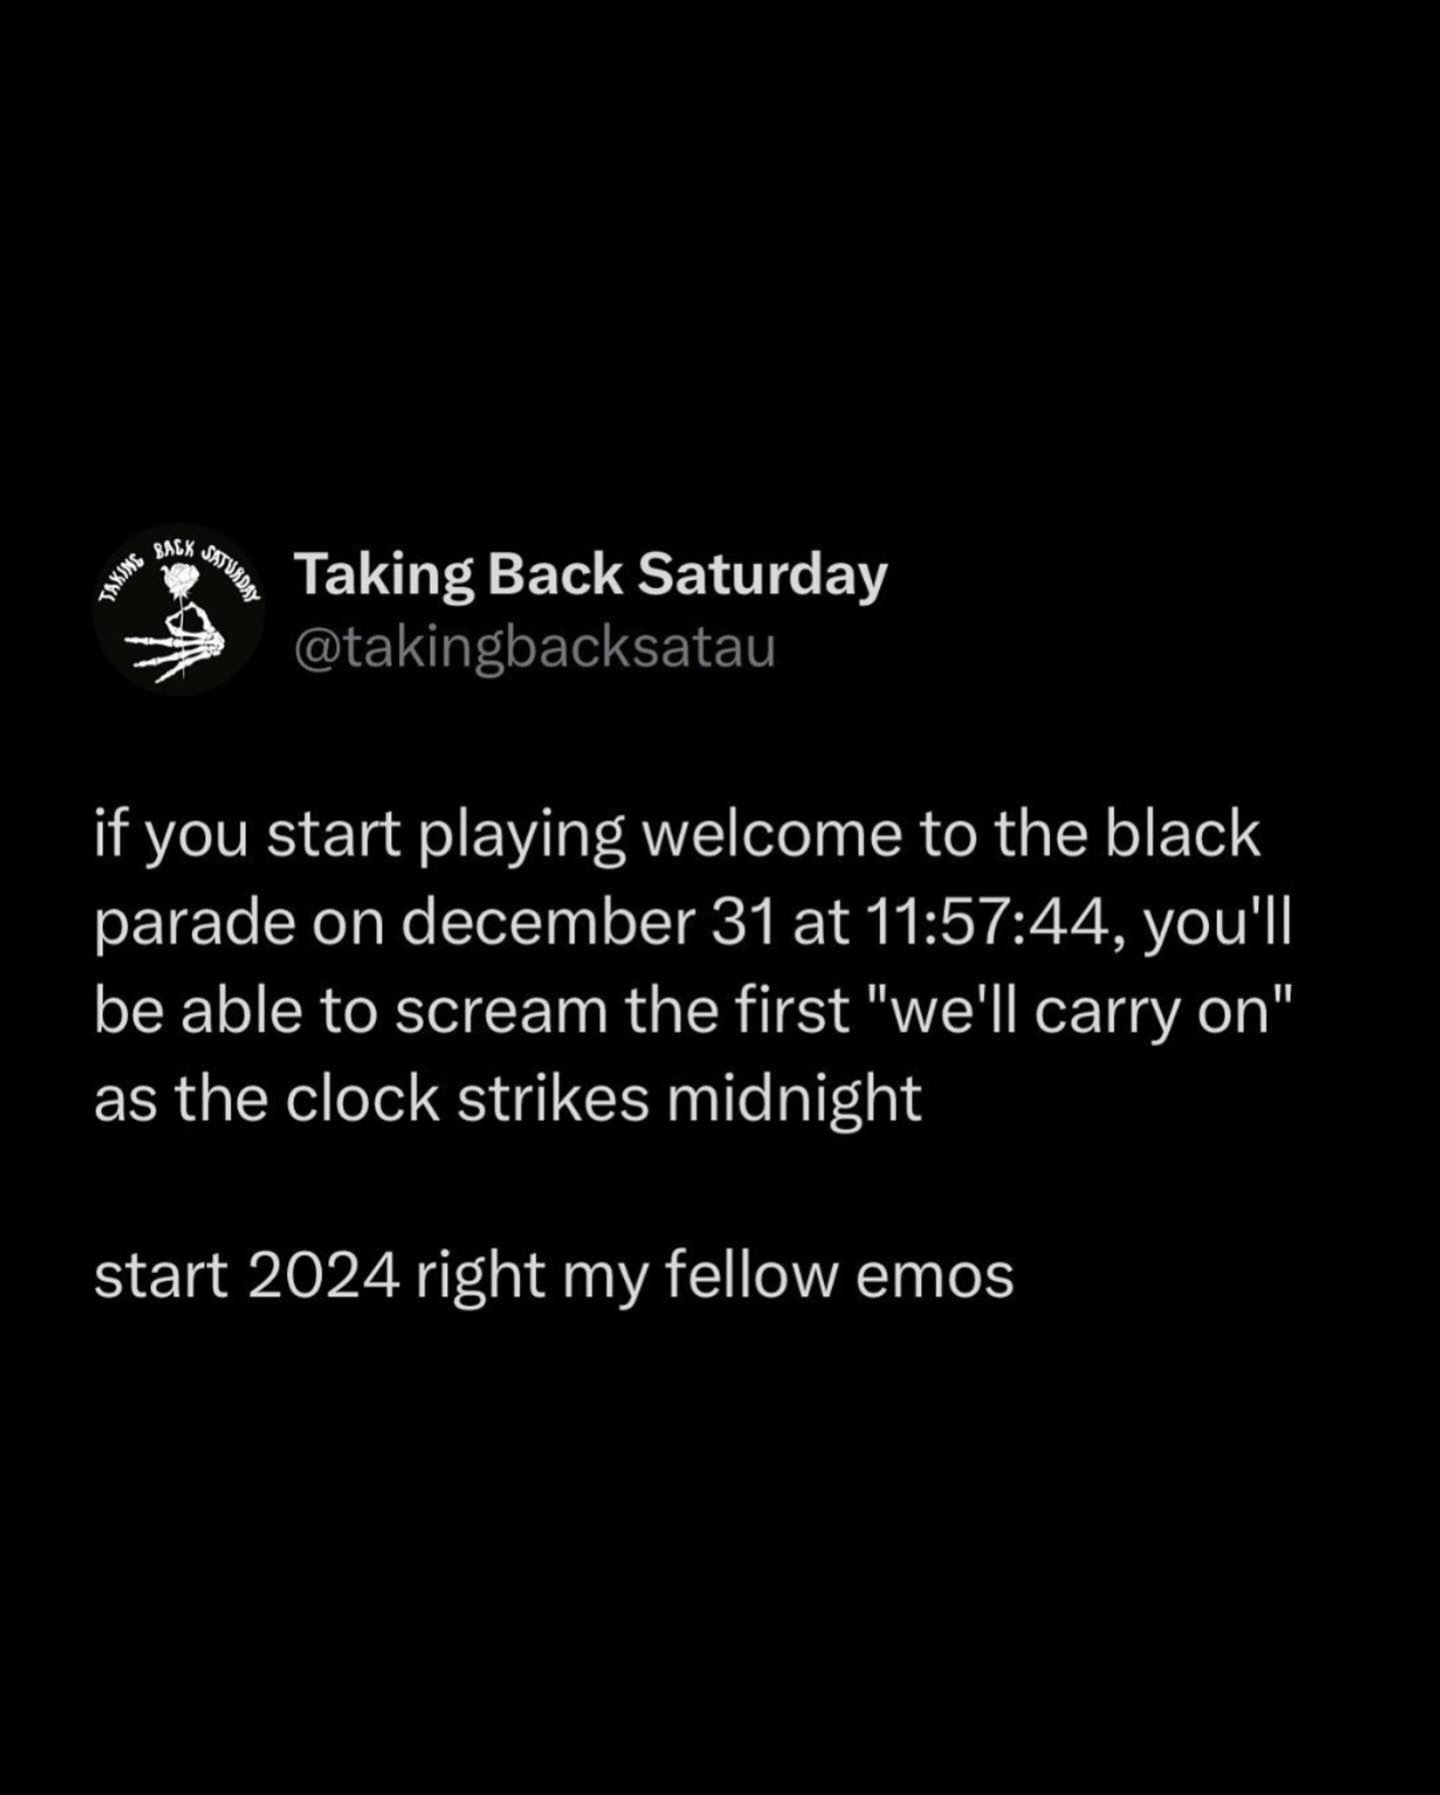 TAKING BACK SATURDAY
Taking Back Saturday
@takingbacksatau
if you start playing welcome to the black
parade on december 31 at 11:57:44, you'll
be able to scream the first "we'll carry on"
as the clock strikes midnight
start 2024 right my fellow emos